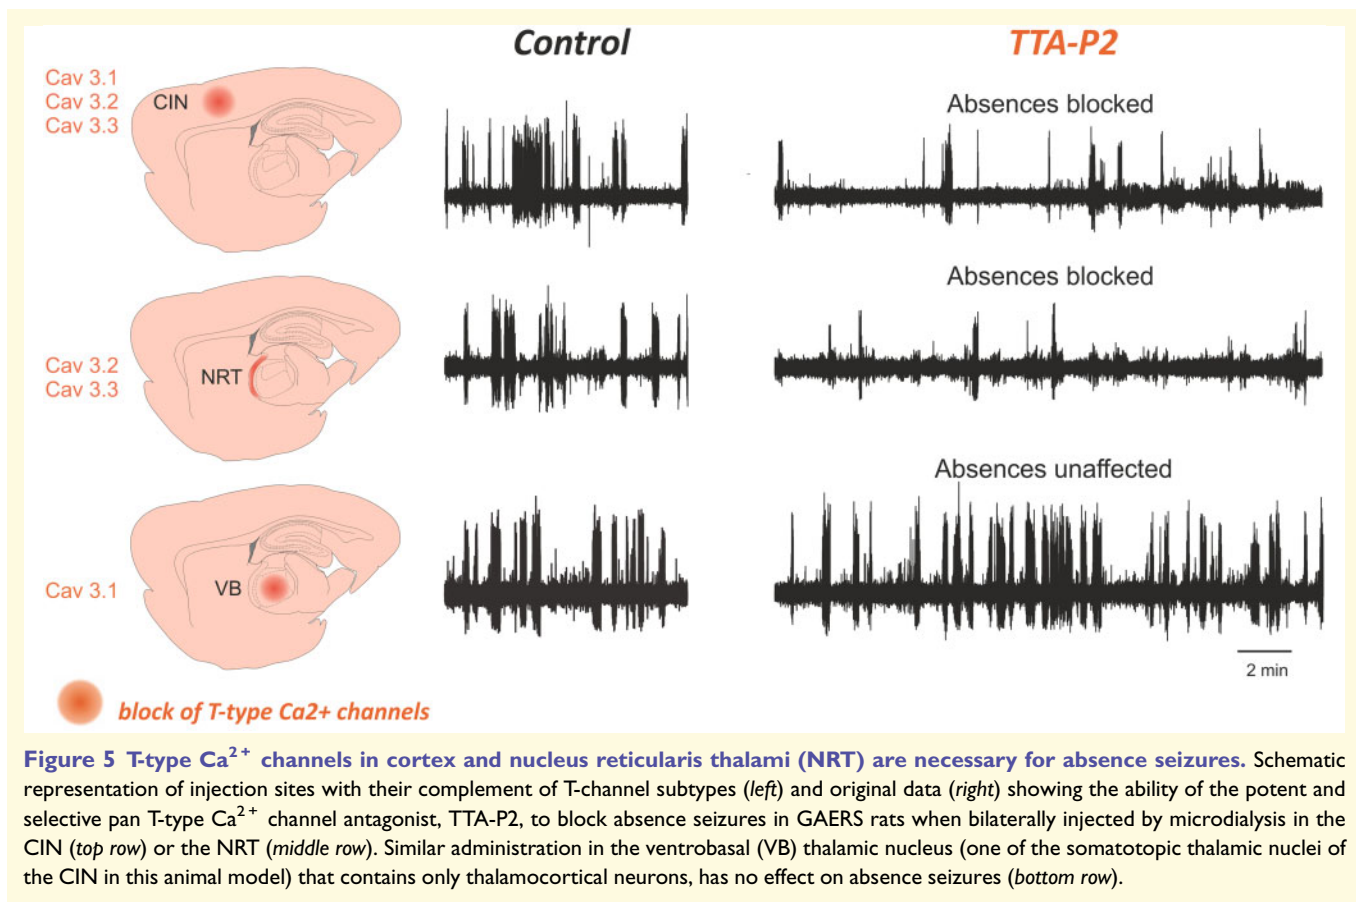 Control
TTA-P2
Cav 3.1
Cav 3.2
Cav 3.3
CIN
Absences blocked
Cav 3.2
Cav 3.3
NRT
Absences blocked
Cav 3.1
VB
Absences unaffected
2 min
block of T-type Ca2+ channels
Figure 5 T-type Ca²⁺ channels in cortex and nucleus reticularis thalami (NRT) are necessary for absence seizures. Schematic
representation of injection sites with their complement of T-channel subtypes (left) and original data (right) showing the ability of the potent and
selective pan T-type Ca²⁺ channel antagonist, TTA-P2, to block absence seizures in GAERS rats when bilaterally injected by microdialysis in the
CIN (top row) or the NRT (middle row). Similar administration in the ventrobasal (VB) thalamic nucleus (one of the somatotopic thalamic nuclei of
the CIN in this animal model) that contains only thalamocortical neurons, has no effect on absence seizures (bottom row).